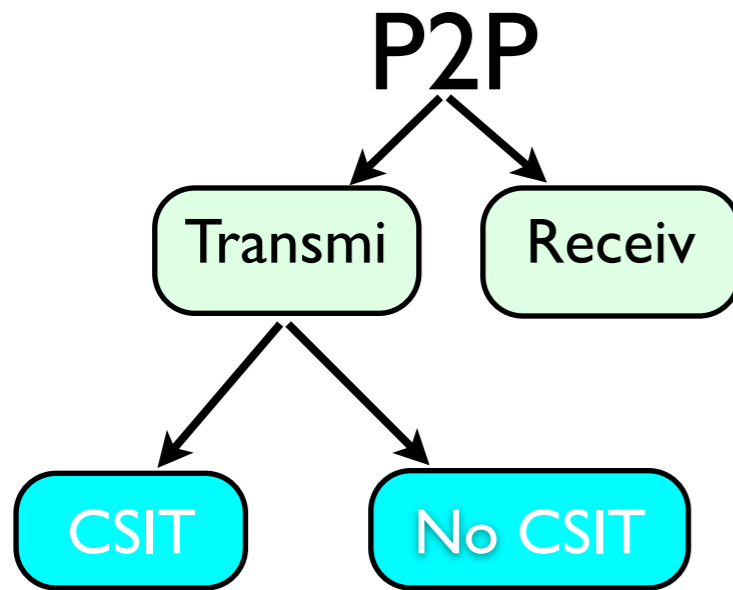 P2P
Transmi
Receiv
CSIT
No CSIT